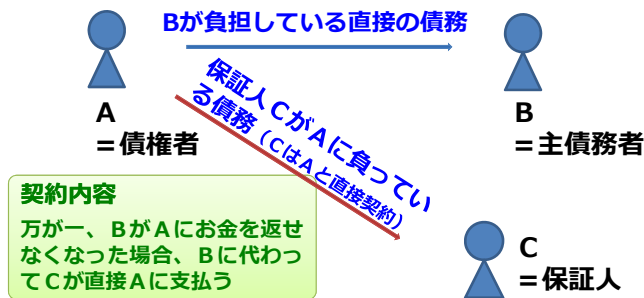 Bが負担している直接の債務
A
＝債権者
B
＝主債務者
保証人CがAに負ってい
る債務（CはAと直接契約）
契約内容
万が一、BがAにお金を返せ
なくなった場合、Bに代わっ
てCが直接Aに支払う
C
＝保証人